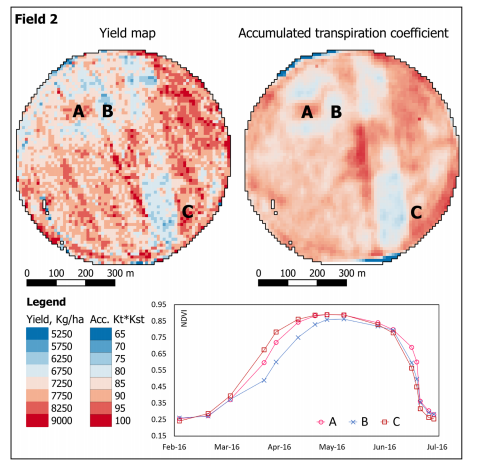 Field 2
Yield map
Accumulated transpiration coefficient
A B
C
A B
C
0 100 200 300 m
0 100 200 300 m
Legend
Yield, Kg/ha Acc. Kt*Kst
5250 65
5750 70
6250 75
6750 80
7250 85
7750 90
8250 95
9000 100
NDVI
0.95
0.85
0.75
0.65
0.55
0.45
0.35
0.25
0.15
Feb-16 Mar-16 Apr-16 May-16 Jun-16 Jul-16
A B C